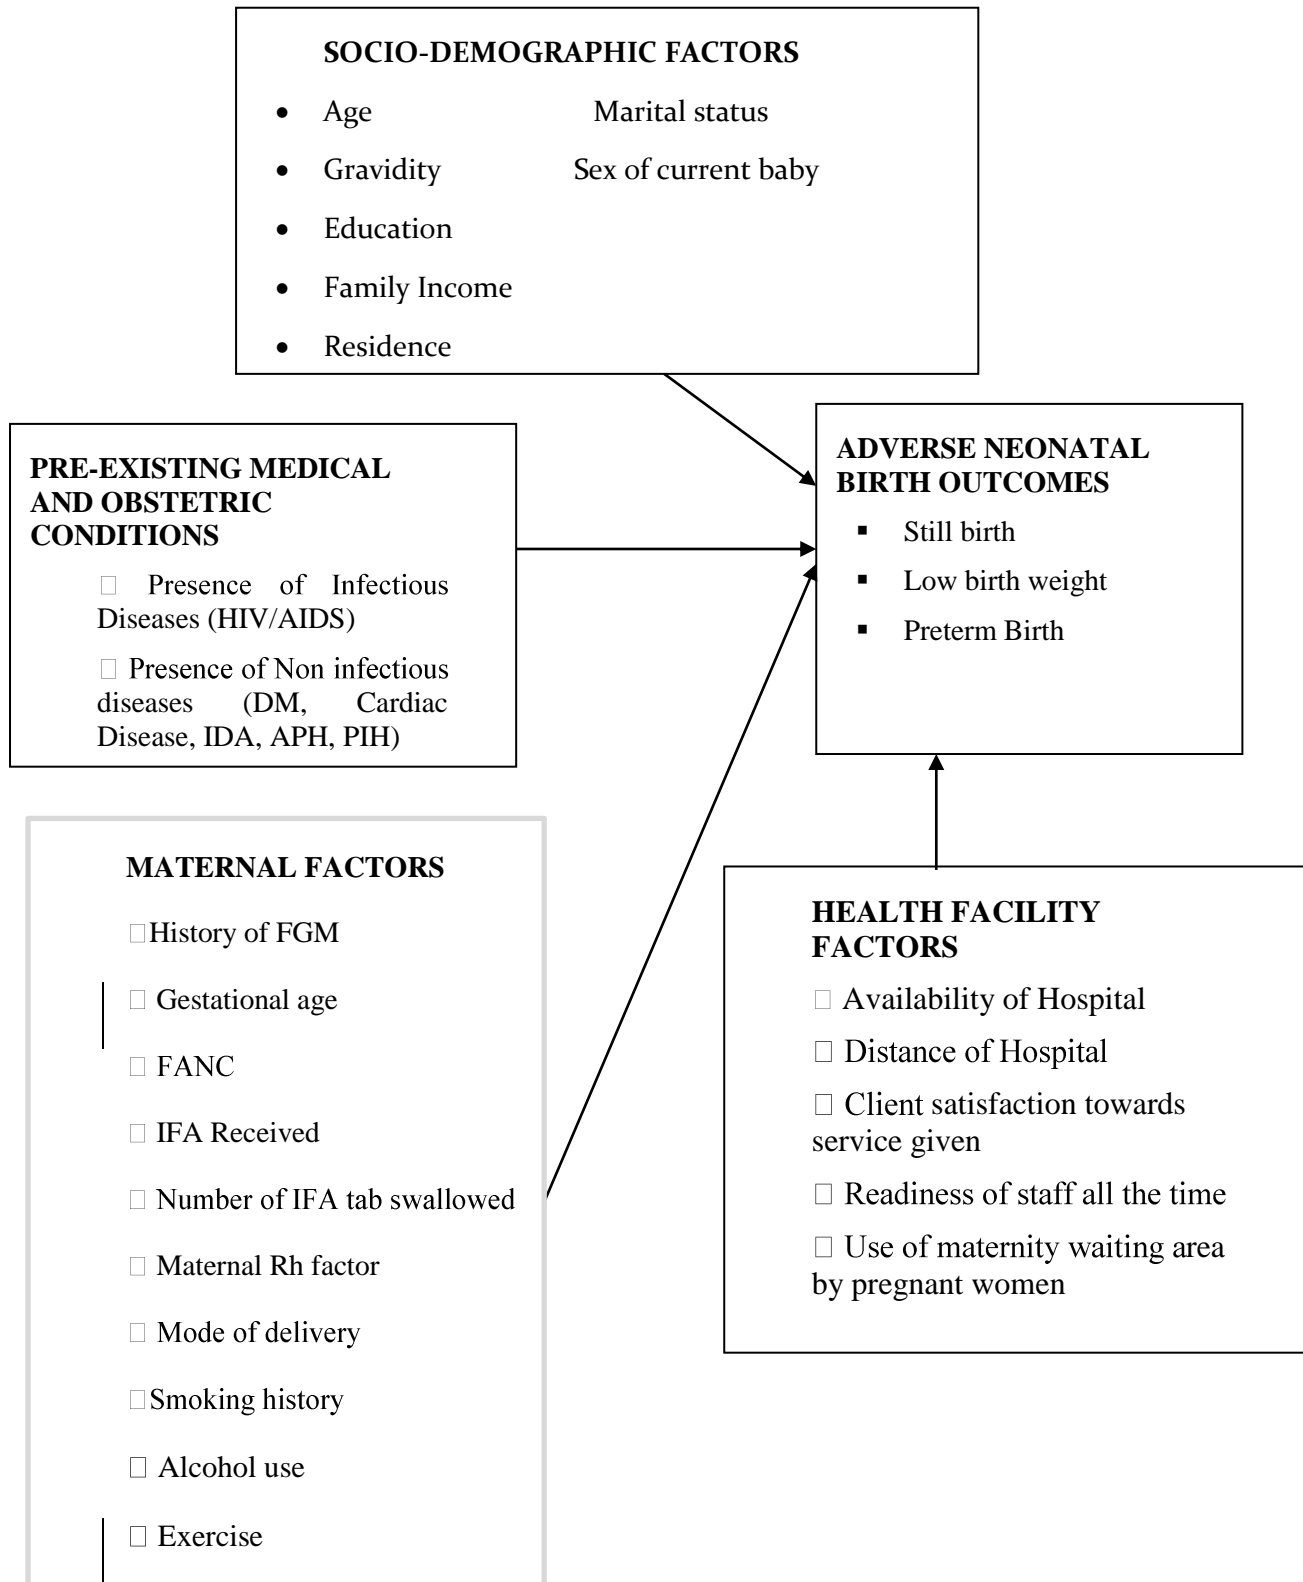 SOCIO-DEMOGRAPHIC FACTORS
• Age Marital status
• Gravidity Sex of current baby
• Education
• Family Income
• Residence
PRE-EXISTING MEDICAL
AND OBSTETRIC
CONDITIONS
□ Presence of Infectious
Diseases (HIV/AIDS)
□ Presence of Non infectious
diseases (DM, Cardiac
Disease, IDA, APH, PIH)
ADVERSE NEONATAL
BIRTH OUTCOMES
▪ Still birth
▪ Low birth weight
▪ Preterm Birth
MATERNAL FACTORS
□History of FGM
□ Gestational age
□ FANC
□ IFA Received
□ Number of IFA tab swallowed
□ Maternal Rh factor
□ Mode of delivery
□Smoking history
□ Alcohol use
□ Exercise
HEALTH FACILITY
FACTORS
□ Availability of Hospital
□ Distance of Hospital
□ Client satisfaction towards
service given
□ Readiness of staff all the time
□ Use of maternity waiting area
by pregnant women